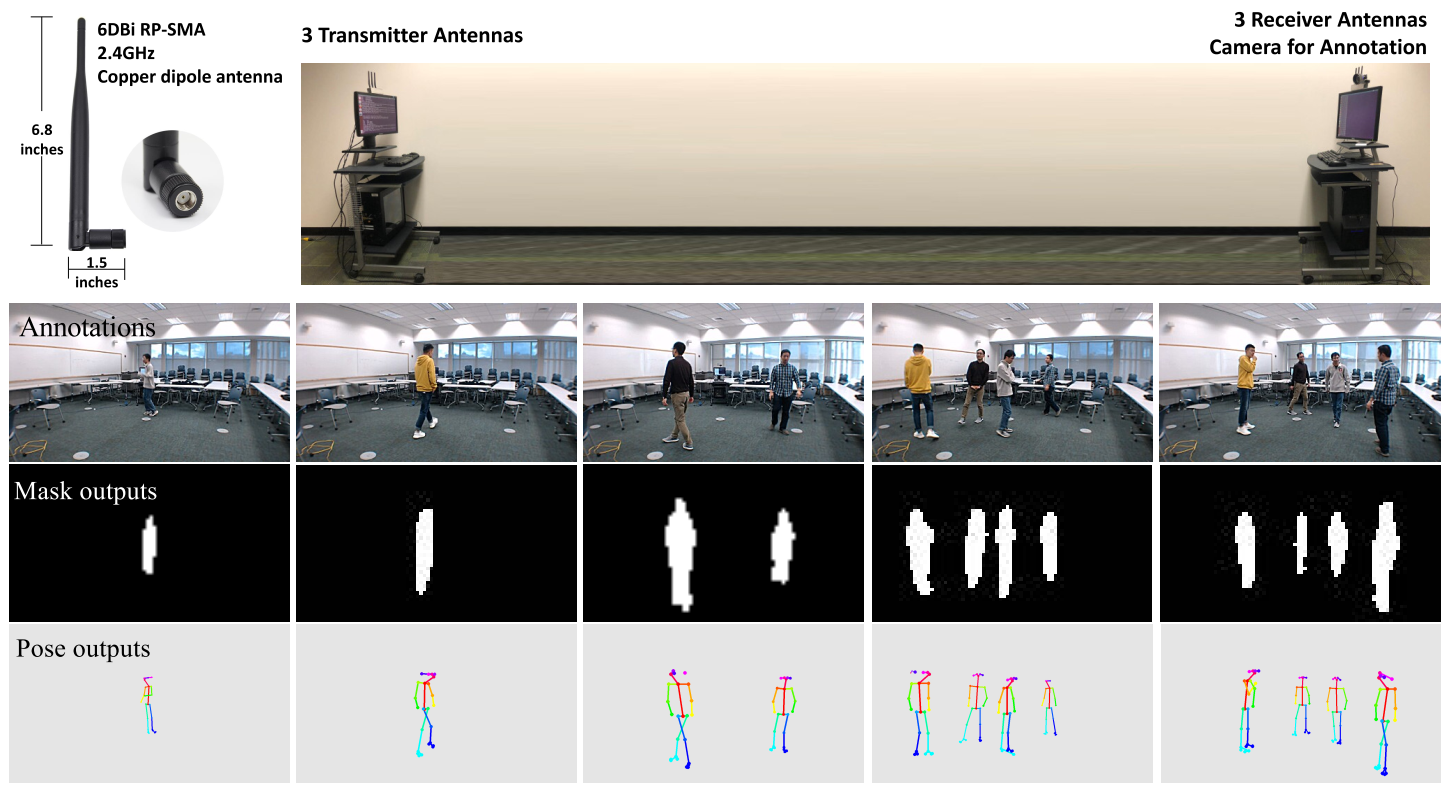 6DBi RP-SMA
2.4GHz
Copper dipole antenna
6.8
inches
1.5
inches
3 Transmitter Antennas
3 Receiver Antennas
Camera for Annotation
Annotations
Mask outputs
Pose outputs